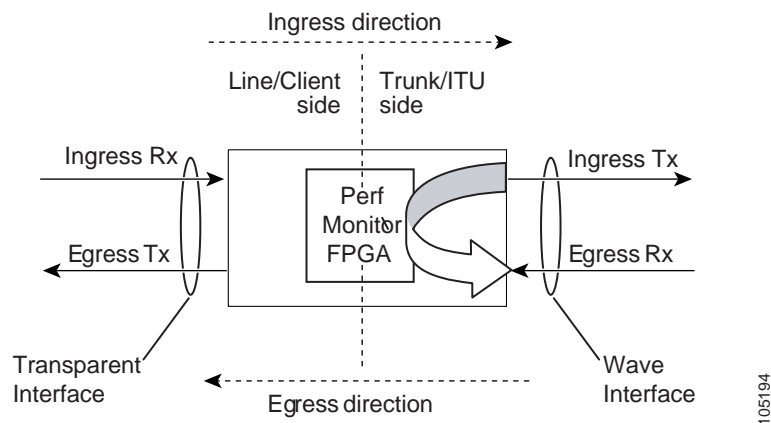 Ingress direction
Line/Client
side
Trunk/ITU
side
Ingress Rx
Ingress Tx
Perf
Monitor
FPGA
Egress Tx
Egress Rx
Transparent
Interface
Wave
Interface
Egress direction
105194